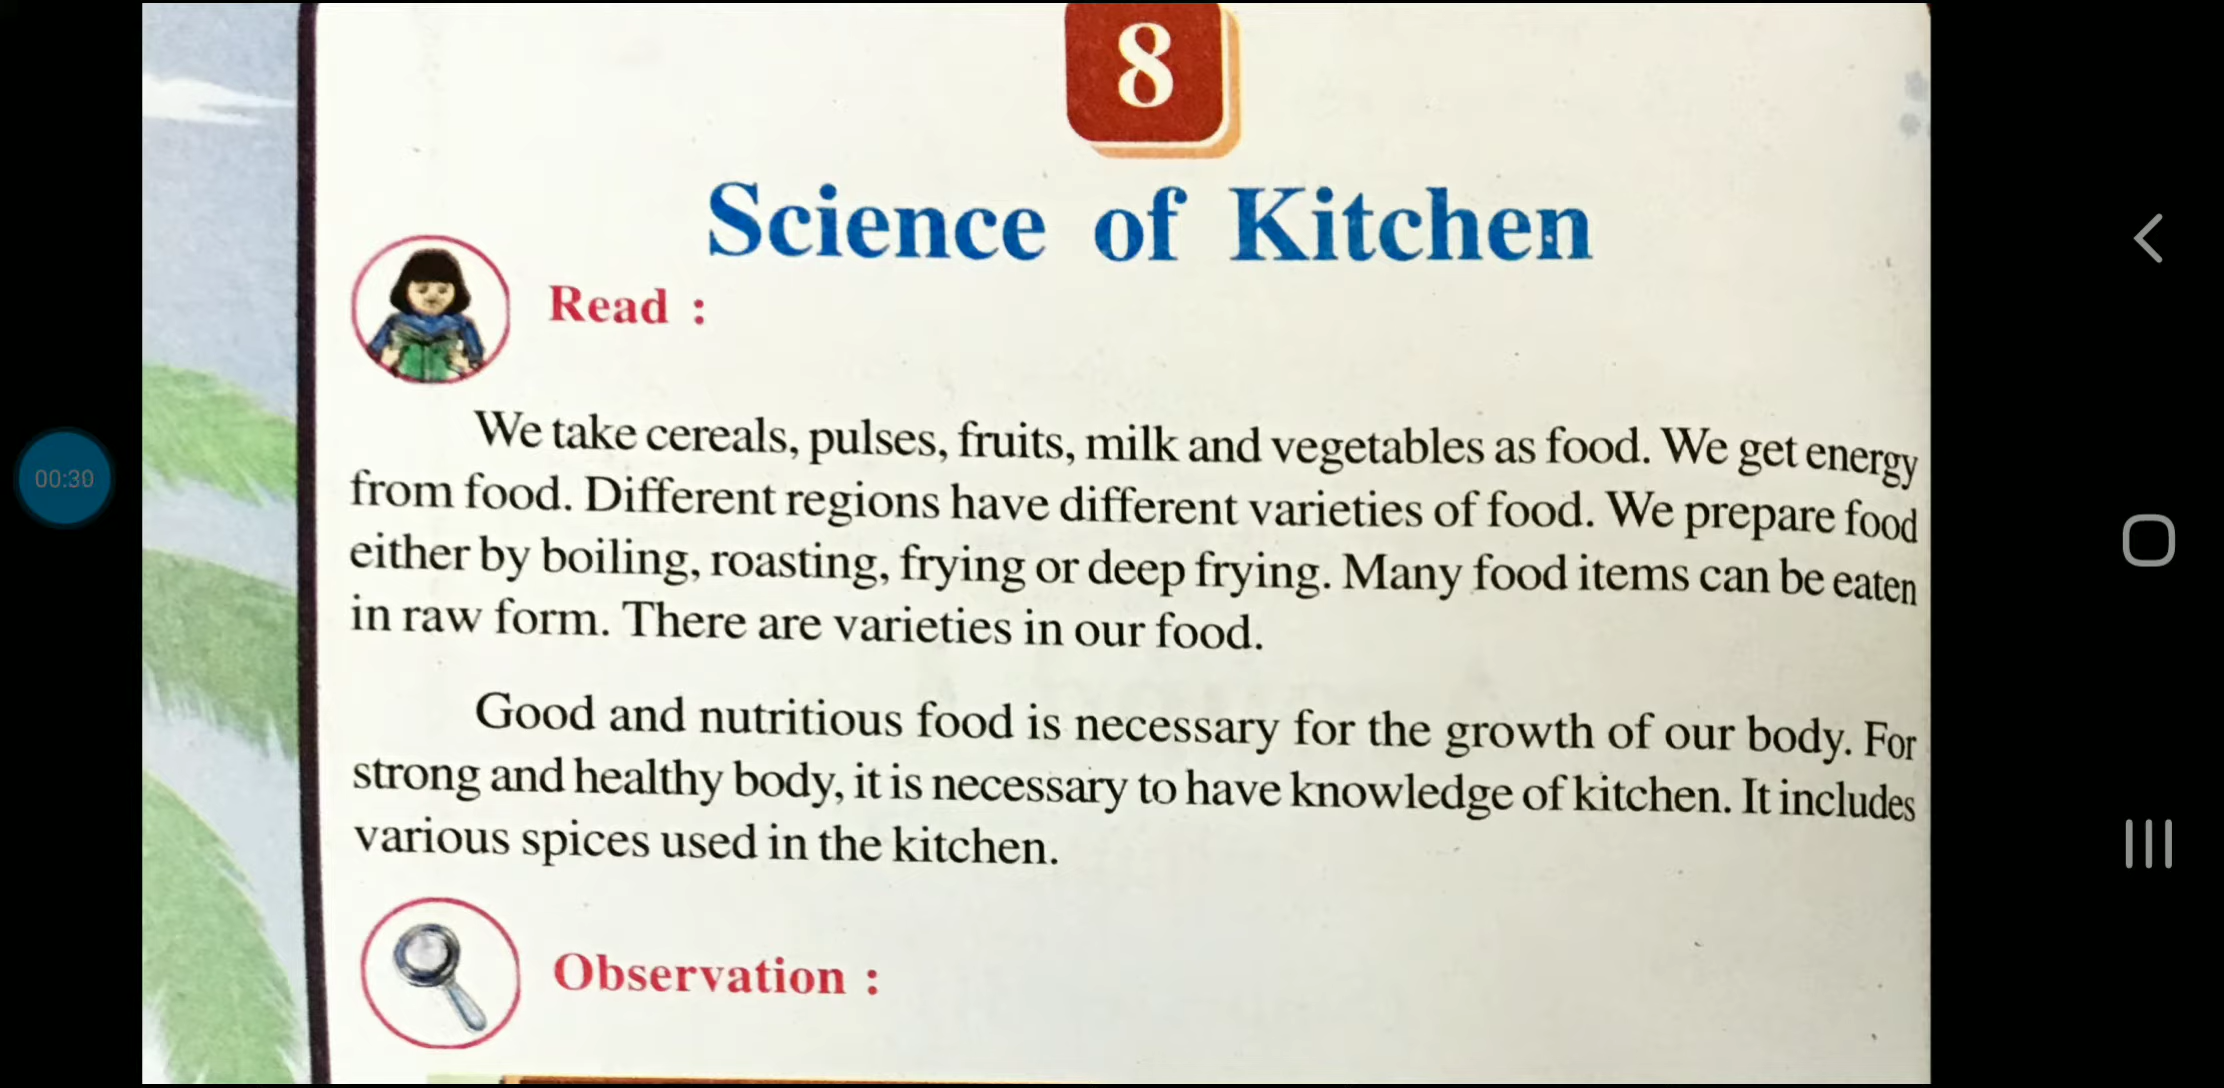 8
Science of Kitchen
Read :
We take cereals, pulses, fruits, milk and vegetables as food. We get energy
from food. Different regions have different varieties of food. We prepare food
either by boiling, roasting, frying or deep frying. Many food items can be eaten
in raw form. There are varieties in our food.
Good and nutritious food is necessary for the growth of our body. For
strong and healthy body, it is necessary to have knowledge of kitchen. It includes
various spices used in the kitchen.
00:30
Observation :